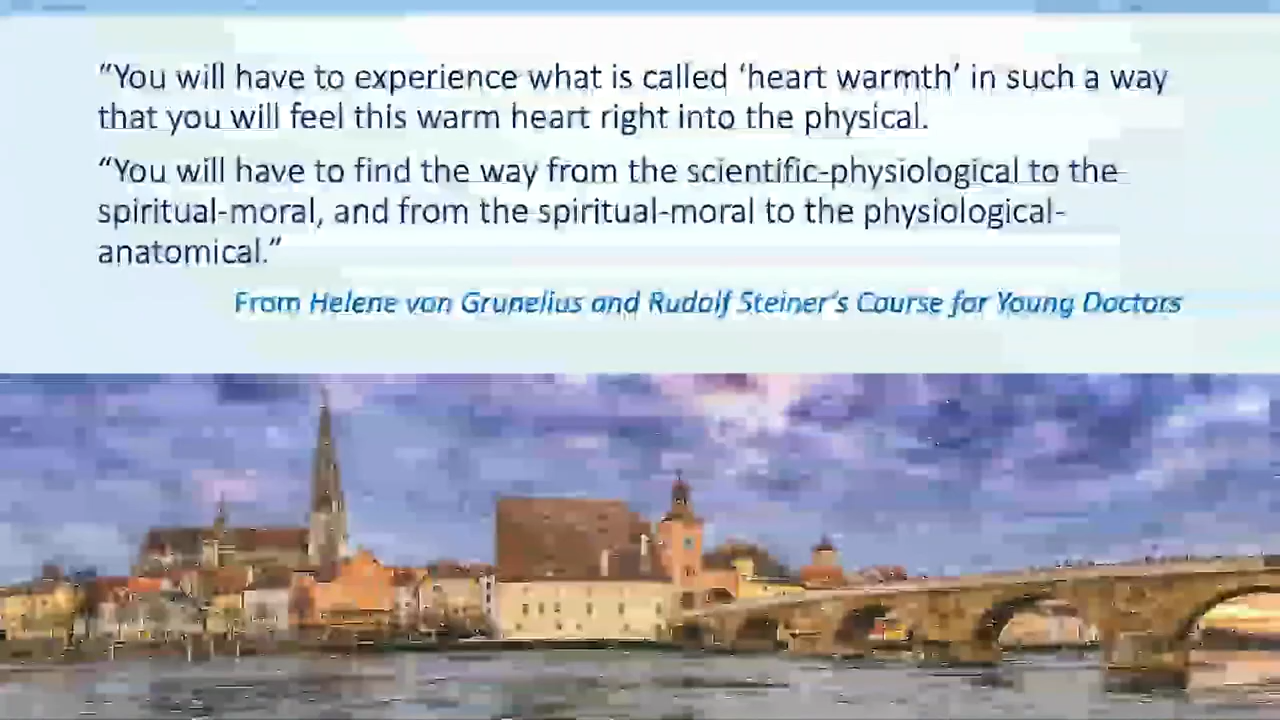 “You will have to experience what is called ‘heart warmth’ in such a way
that you will feel this warm heart right into the physical.
“You will have to find the way from the scientific-physiological to the
spiritual-moral, and from the spiritual-moral to the physiological-
anatomical.”
From Helene von Grunelius and Rudolf Steiner’s Course for Young Doctors